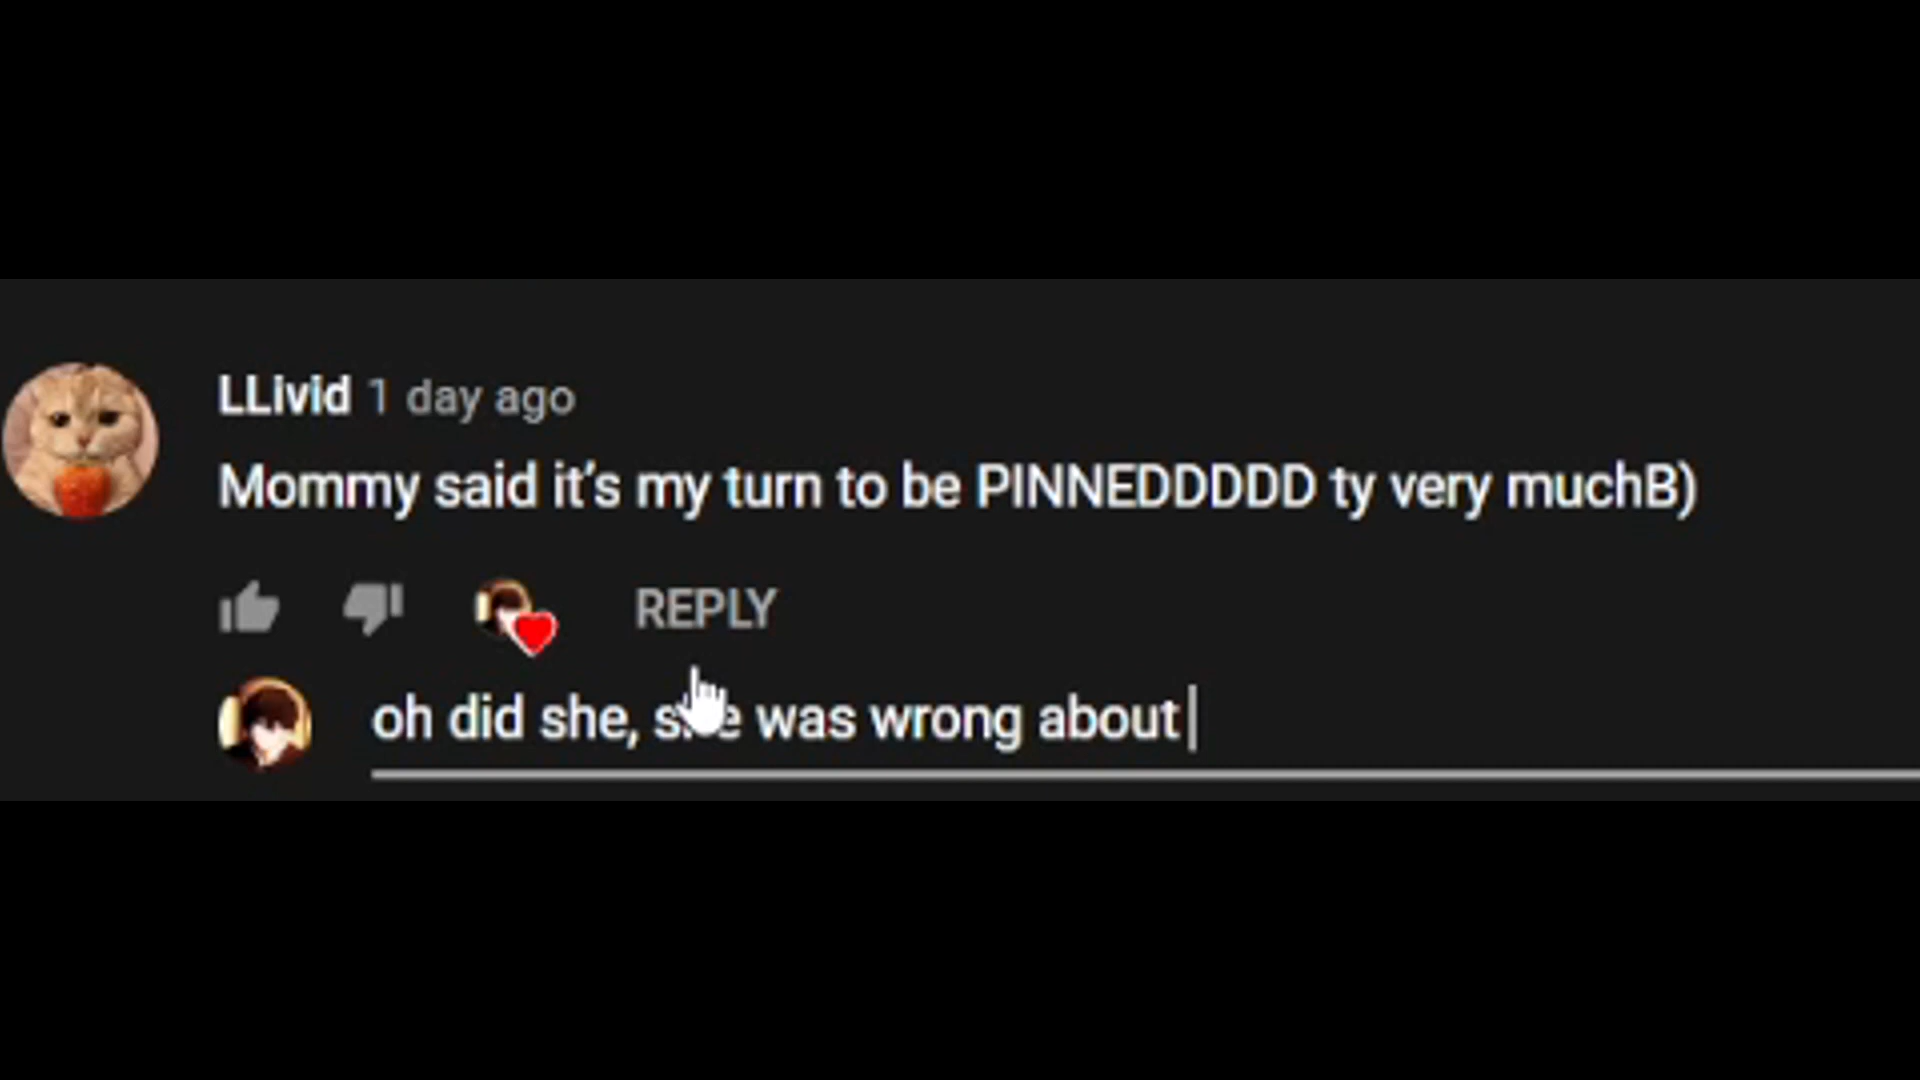 LLivid 1 day ago
Mommy said it's my turn to be PINNEDDDDD ty very muchB)
REPLY
oh did she, she was wrong about